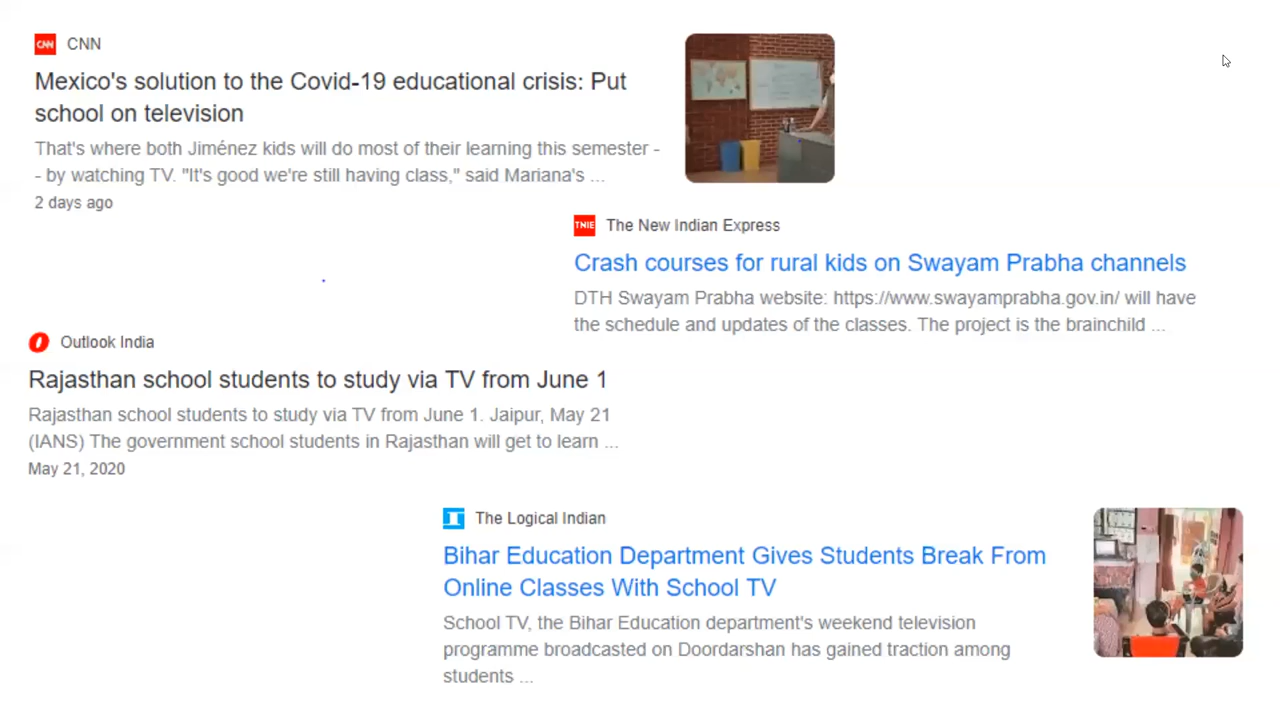 CNN CNN
Mexico's solution to the Covid-19 educational crisis: Put
school on television
That's where both Jiménez kids will do most of their learning this semester -
- by watching TV. "It's good we're still having class," said Mariana's ...
2 days ago
TNIE The New Indian Express
Crash courses for rural kids on Swayam Prabha channels
DTH Swayam Prabha website: https://www.swayamprabha.gov.in/ will have
the schedule and updates of the classes. The project is the brainchild ...
Outlook India
Rajasthan school students to study via TV from June 1
Rajasthan school students to study via TV from June 1. Jaipur, May 21
(IANS) The government school students in Rajasthan will get to learn ...
May 21, 2020
The Logical Indian
Bihar Education Department Gives Students Break From
Online Classes With School TV
School TV, the Bihar Education department's weekend television
programme broadcasted on Doordarshan has gained traction among
students ...